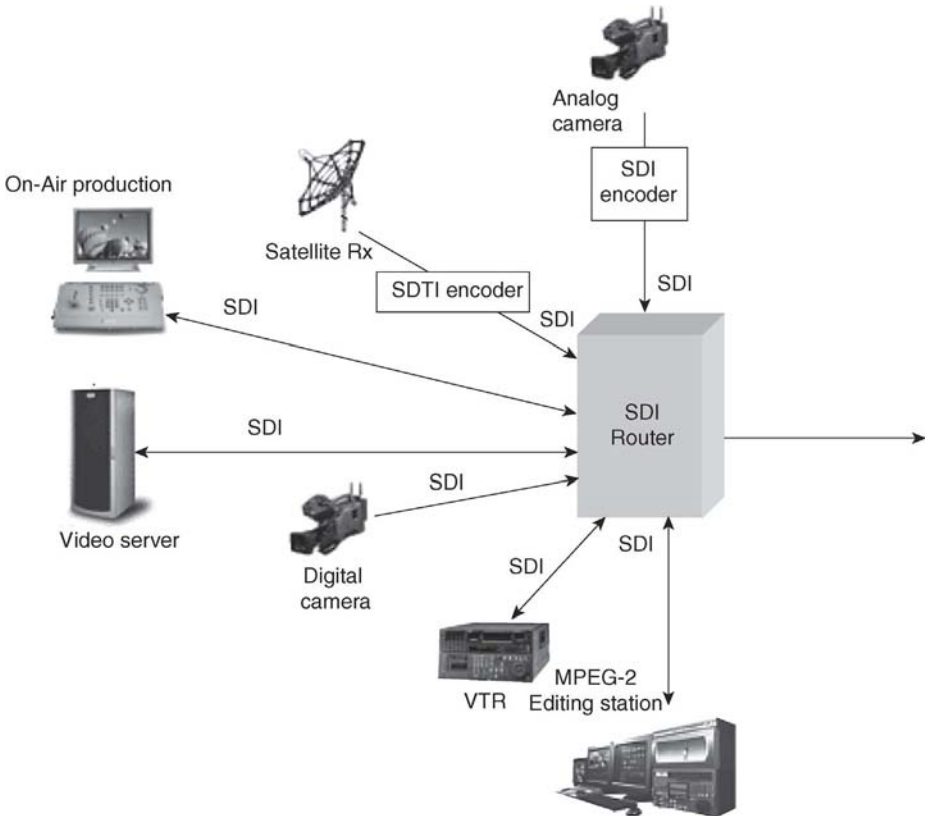 Analog
camera
SDI
encoder
On-Air production
Satellite Rx
SDTI encoder
SDI
SDI
SDI
SDI
Router
SDI
SDI
Video server
Digital
camera
SDI
SDI
VTR
MPEG-2
Editing station